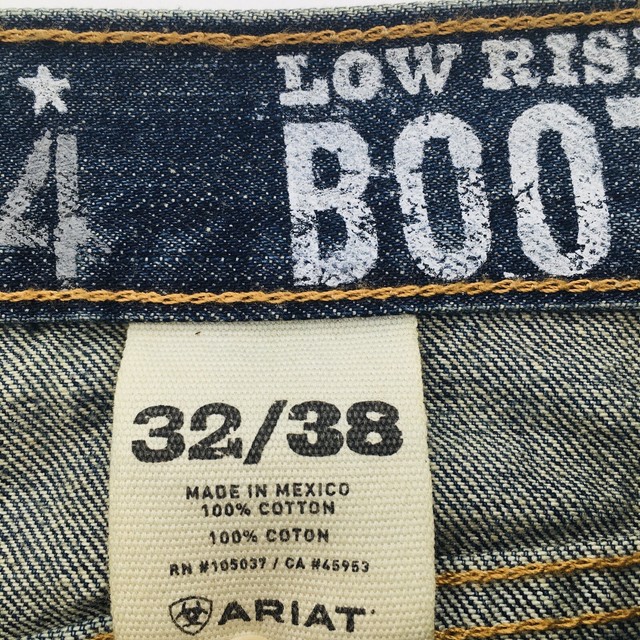 LOW RIS
4 BOO
32/38
MADE IN MEXICO
100% COTTON
100% COTON
RN #105037 / CA #45953
ARIAT